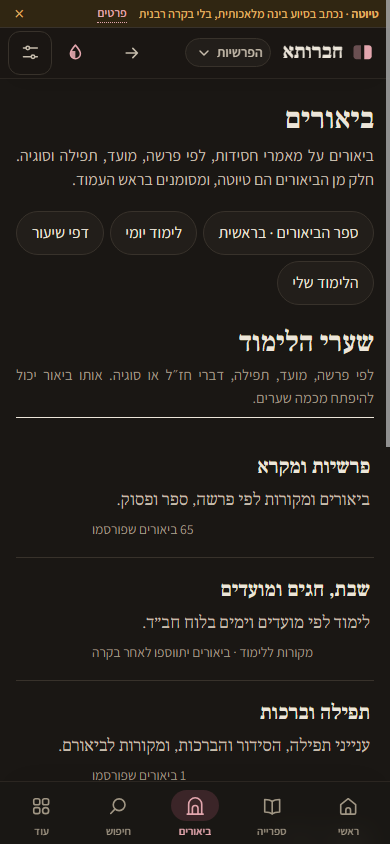 טיוטה · נכתב בסיוע בינה מלאכותית, בלי בקרה רבנית פרטים ×
חברותא הפרשיות
ביאורים
ביאורים על מאמרי חסידות, לפי פרשה, מועד, תפילה וסוגיה.
חלק מן הביאורים הם טיוטה, ומסומנים בראש העמוד.
ספר הביאורים · בראשית לימוד יומי דפי שיעור
הלימוד שלי
שערי הלימוד
לפי פרשה, מועד, תפילה, דברי חז״ל או סוגיה. אותו ביאור יכול
להיפתח מכמה שערים.
פרשיות ומקרא
ביאורים ומקורות לפי פרשה, ספר ופסוק.
65 ביאורים שפורסמו
שבת, חגים ומועדים
לימוד לפי מועדים וימים בלוח חב״ד.
מקורות ללימוד · ביאורים יתווספו לאחר בקרה
תפילה וברכות
ענייני תפילה, הסידור והברכות, ומקורות לביאורם.
1 ביאורים שפורסמו
ראשי ספרייה ביאורים חיפוש עוד